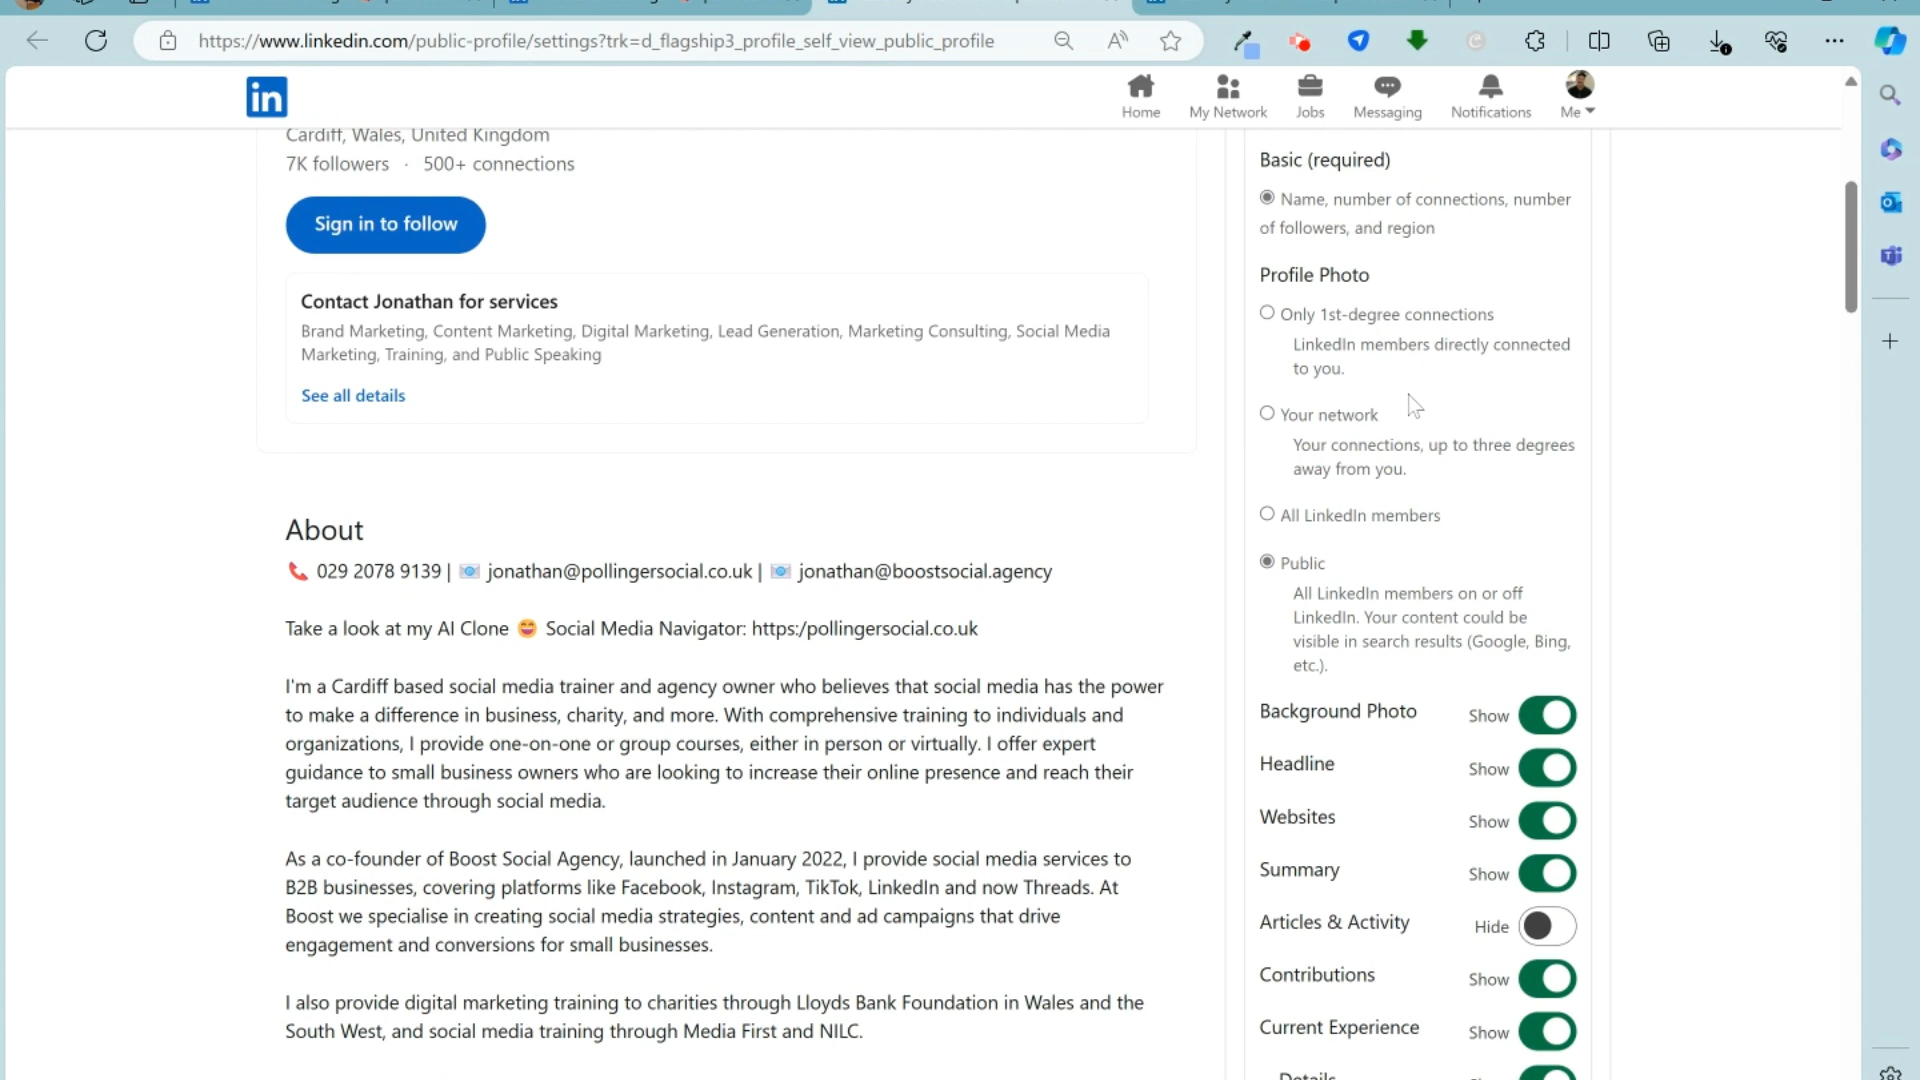 https://www.linkedin.com/public-profile/settings?trk=d_flagship3_profile_self_view_public_profile
in
Home
My Network
Jobs
Messaging
Notifications
Me
Cardiff, Wales, United Kingdom
7K followers · 500+ connections
Sign in to follow
Contact Jonathan for services
Brand Marketing, Content Marketing, Digital Marketing, Lead Generation, Marketing Consulting, Social Media
Marketing, Training, and Public Speaking
See all details
About
029 2078 9139 | jonathan@pollingersocial.co.uk | jonathan@boostsocial.agency
Take a look at my AI Clone 😄 Social Media Navigator: https:/pollingersocial.co.uk
I'm a Cardiff based social media trainer and agency owner who believes that social media has the power
to make a difference in business, charity, and more. With comprehensive training to individuals and
organizations, I provide one-on-one or group courses, either in person or virtually. I offer expert
guidance to small business owners who are looking to increase their online presence and reach their
target audience through social media.
As a co-founder of Boost Social Agency, launched in January 2022, I provide social media services to
B2B businesses, covering platforms like Facebook, Instagram, TikTok, LinkedIn and now Threads. At
Boost we specialise in creating social media strategies, content and ad campaigns that drive
engagement and conversions for small businesses.
I also provide digital marketing training to charities through Lloyds Bank Foundation in Wales and the
South West, and social media training through Media First and NILC.
Basic (required)
Name, number of connections, number
of followers, and region
Profile Photo
Only 1st-degree connections
LinkedIn members directly connected
to you.
Your network
Your connections, up to three degrees
away from you.
All LinkedIn members
Public
All LinkedIn members on or off
LinkedIn. Your content could be
visible in search results (Google, Bing,
etc.).
Background Photo Show
Headline Show
Websites Show
Summary Show
Articles & Activity Hide
Contributions Show
Current Experience Show
Details